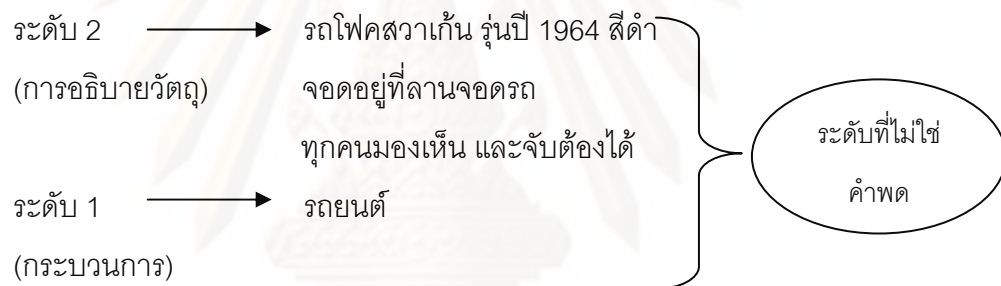 ระดับ 2 รถโฟคสวาเก้น รุ่นปี 1964 สีดำ
(การอธิบายวัตถุ) จอดอยู่ที่ลานจอดรถ
ทุกคนมองเห็น และจับต้องได้
ระดับ 1 รถยนต์
(กระบวนการ)
ระดับที่ไม่ใช่
คำพด